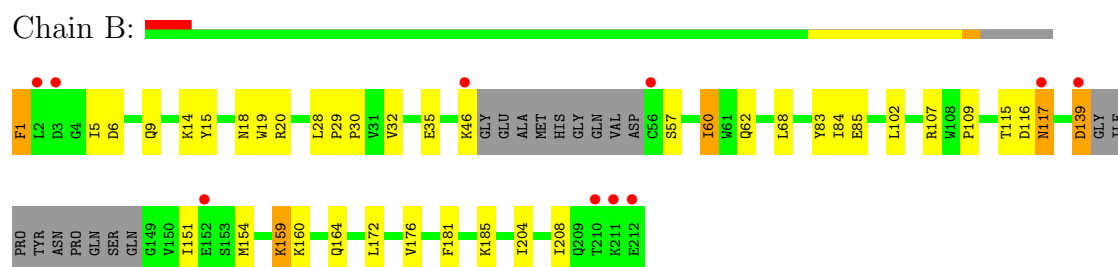 Chain B:
F1 L2 D3 G4 I5 D6 Q9 K14 Y15 N18 W19 R20 L28 P29 P30 V31 V32 E35 K46 GLY GLU ALA MET HIS GLY GLN VAL ASP C56 S57 I60 W61 Q62 L68 Y83 I84 E85 L102 R107 W108 P109 T115 D116 N117 D139 GLY ILE
PRO TYR ASN PRO GLN SER GLN G149 V150 I151 E152 S153 M154 K159 K160 Q164 L172 V176 F181 K185 I204 I208 Q209 T210 K211 E212